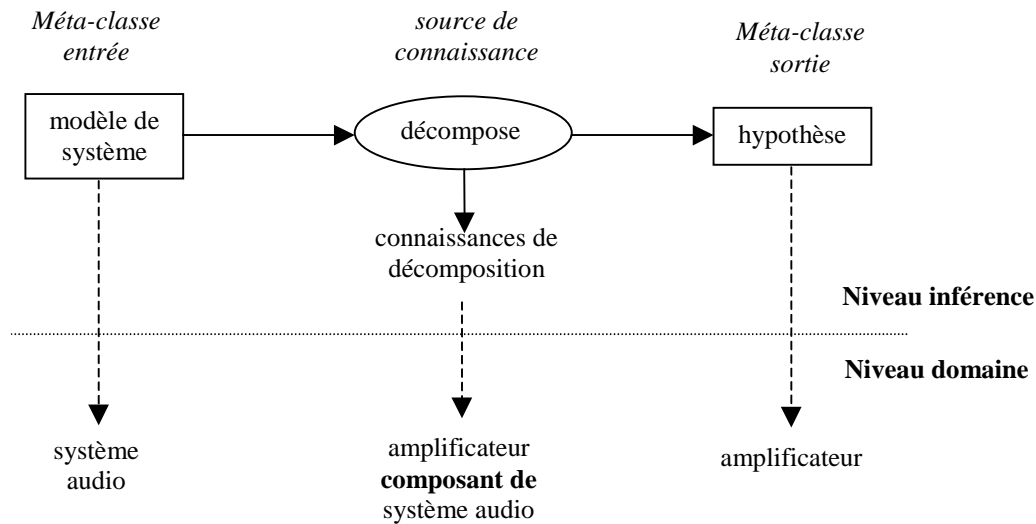 Méta-classe
entrée
source de
connaissance
Méta-classe
sortie
modèle de
système
décompose
hypothèse
connaissances de
décomposition
Niveau inférence
Niveau domaine
système
audio
amplificateur
composant de
système audio
amplificateur